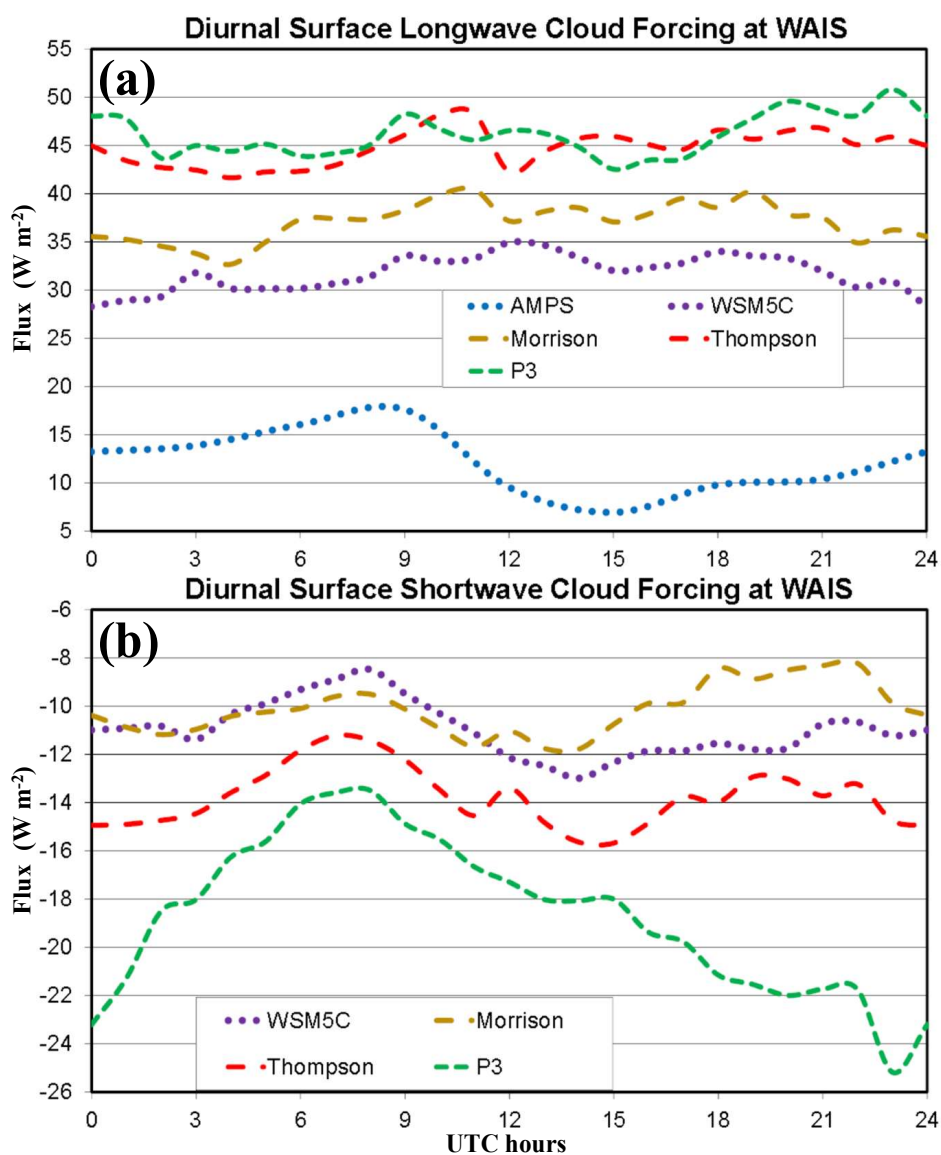 Diurnal Surface Longwave Cloud Forcing at WAIS
(a)
55
50
45
40
35
30
25
20
15
10
5
Flux (W m-2)
AMPS WSM5C
Morrison Thompson
P3
0 3 6 9 12 15 18 21 24
Diurnal Surface Shortwave Cloud Forcing at WAIS
(b)
-6
-8
-10
-12
-14
-16
-18
-20
-22
-24
-26
Flux (W m-2)
WSM5C Morrison
Thompson P3
0 3 6 9 12 15 18 21 24
UTC hours